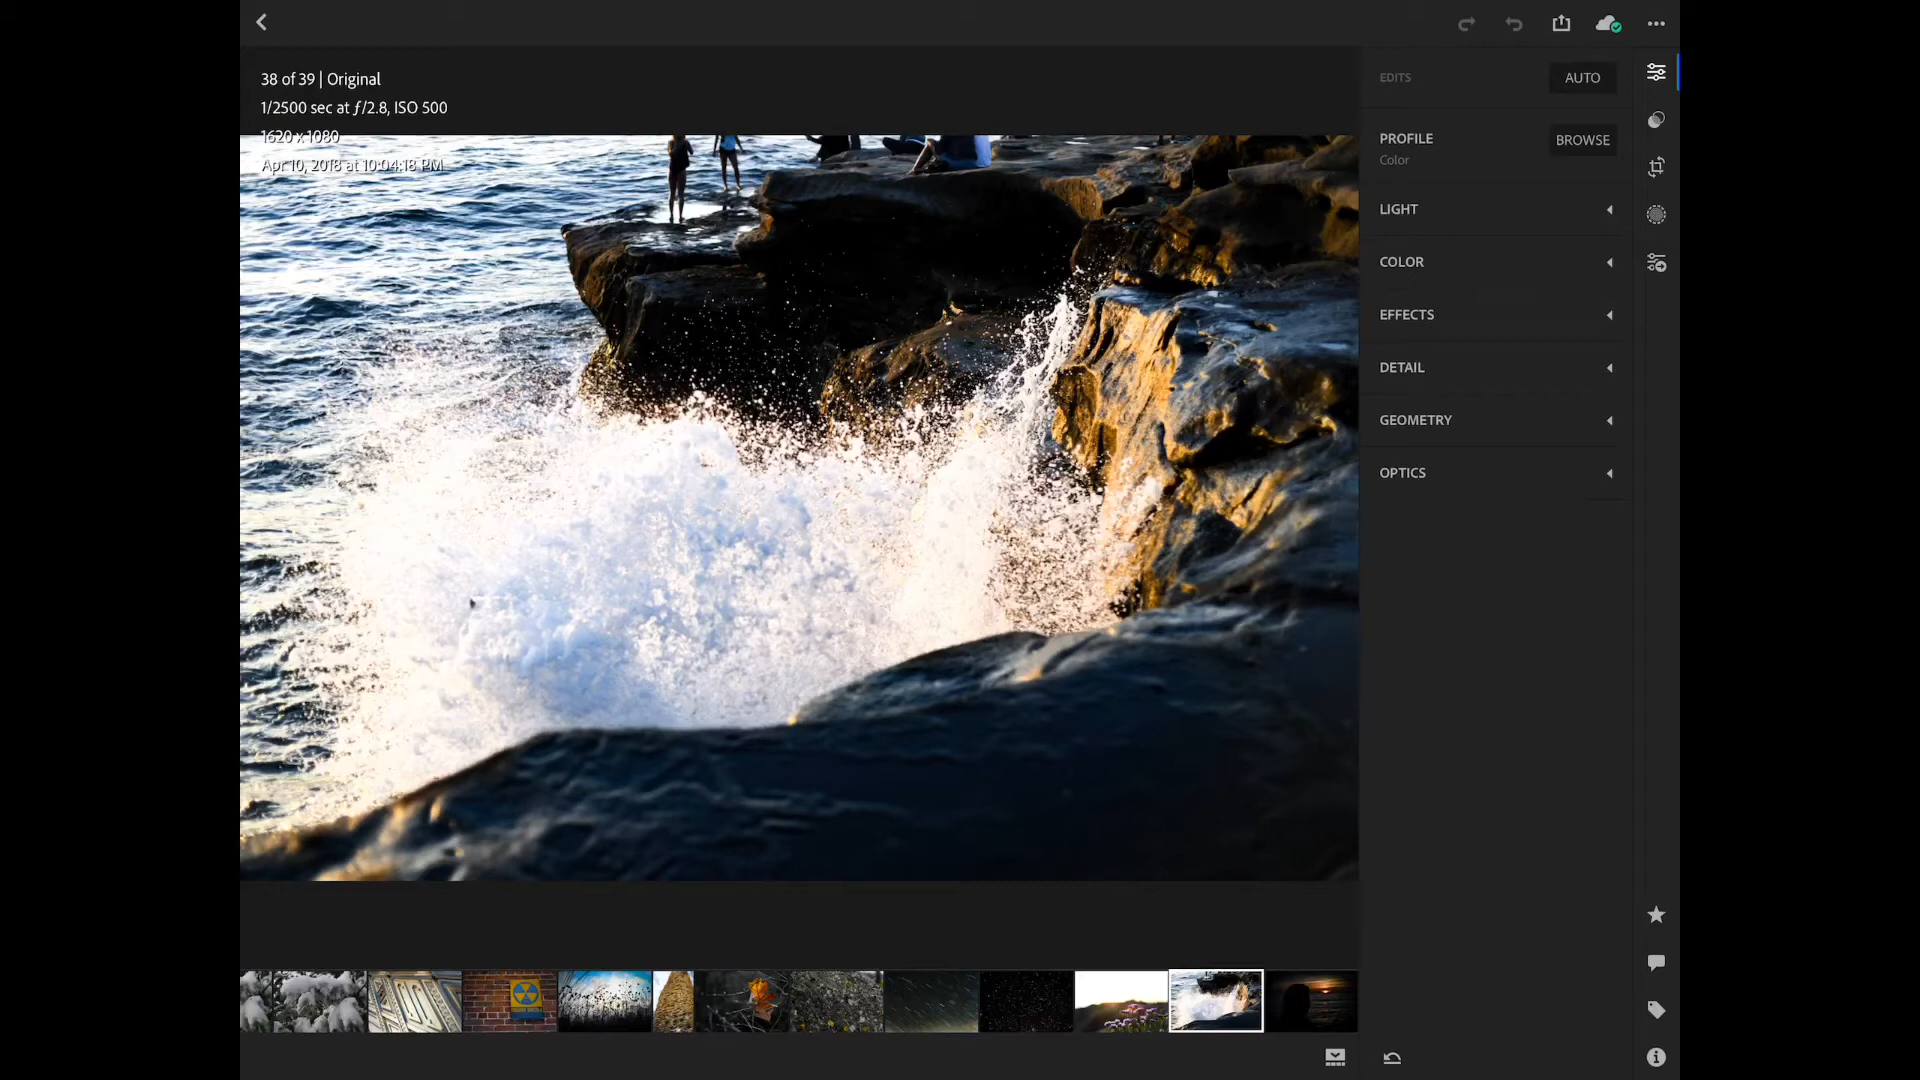 38 of 39 | Original
1/2500 sec at ƒ/2.8, ISO 500
1620 x 1080
Apr 10, 2018 at 10:04:18 PM
EDITS
AUTO
PROFILE
Color
BROWSE
LIGHT
COLOR
EFFECTS
DETAIL
GEOMETRY
OPTICS